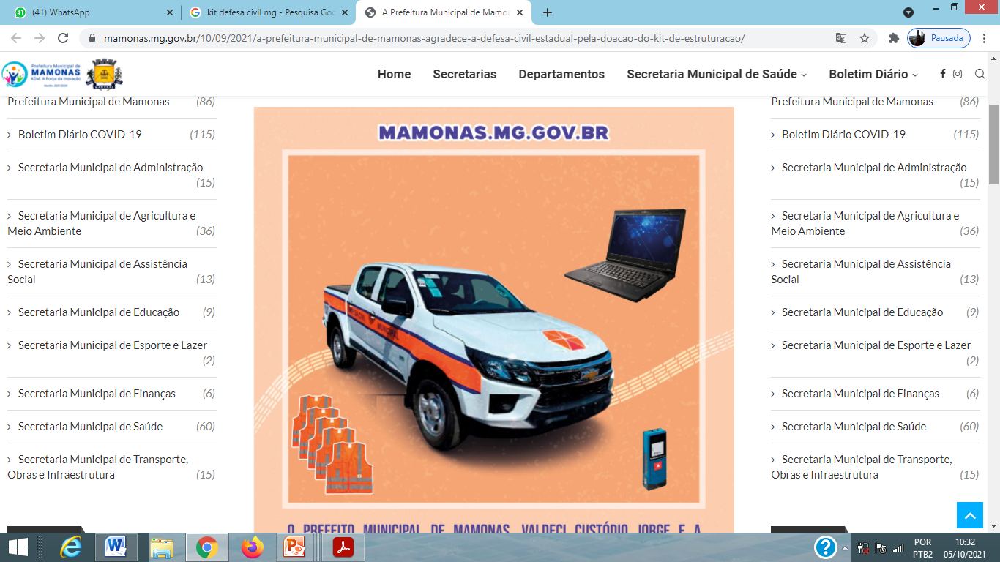 (41) WhatsApp
kit defesa civil mg - Pesquisa Goo
A Prefeitura Municipal de Mamon
mamonas.mg.gov.br/10/09/2021/a-prefeitura-municipal-de-mamonas-agradece-a-defesa-civil-estadual-pela-doacao-do-kit-de-estruturacao/
Pausada
Prefeitura Municipal de
MAMONAS
ADM: A Força da Inovação
Home
Secretarias
Departamentos
Secretaria Municipal de Saúde
Boletim Diário
Prefeitura Municipal de Mamonas (86)
Boletim Diário COVID-19 (115)
Secretaria Municipal de Administração
(15)
Secretaria Municipal de Agricultura e
Meio Ambiente (36)
Secretaria Municipal de Assistência
Social (13)
Secretaria Municipal de Educação (9)
Secretaria Municipal de Esporte e Lazer
(2)
Secretaria Municipal de Finanças (6)
Secretaria Municipal de Saúde (60)
Secretaria Municipal de Transporte,
Obras e Infraestrutura (15)
MAMONAS.MG.GOV.BR
MUNICIPAL
O PREFEITO MUNICIPAL DE MAMONAS, VALDECI CUSTÓDIO JORGE E A
Prefeitura Municipal de Mamonas (86)
Boletim Diário COVID-19 (115)
Secretaria Municipal de Administração
(15)
Secretaria Municipal de Agricultura e
Meio Ambiente (36)
Secretaria Municipal de Assistência
Social (13)
Secretaria Municipal de Educação (9)
Secretaria Municipal de Esporte e Lazer
(2)
Secretaria Municipal de Finanças (6)
Secretaria Municipal de Saúde (60)
Secretaria Municipal de Transporte,
Obras e Infraestrutura (15)
POR
PTB2
10:32
05/10/2021